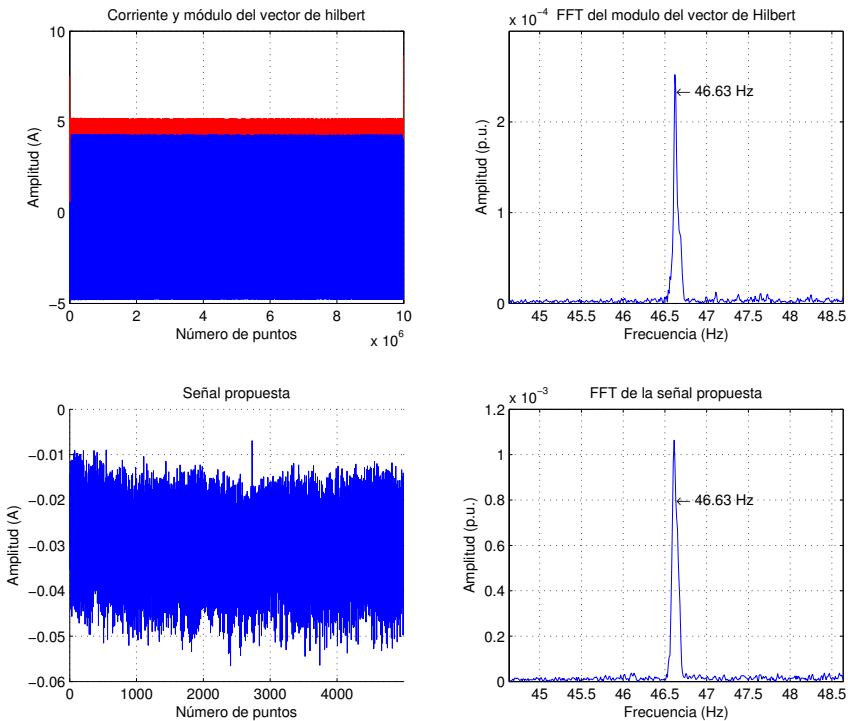 Corriente y módulo del vector de hilbert
Amplitud (A)
10
5
0
−5
0 2 4 6 8 10
Número de puntos
x 10^6
FFT del modulo del vector de Hilbert
x 10^−4
Amplitud (p.u.)
2
1
0
← 46.63 Hz
45 45.5 46 46.5 47 47.5 48 48.5
Frecuencia (Hz)
Señal propuesta
Amplitud (A)
0
−0.01
−0.02
−0.03
−0.04
−0.05
−0.06
0 1000 2000 3000 4000
Número de puntos
FFT de la señal propuesta
x 10^−3
Amplitud (p.u.)
1.2
1
0.8
0.6
0.4
0.2
0
← 46.63 Hz
45 45.5 46 46.5 47 47.5 48 48.5
Frecuencia (Hz)